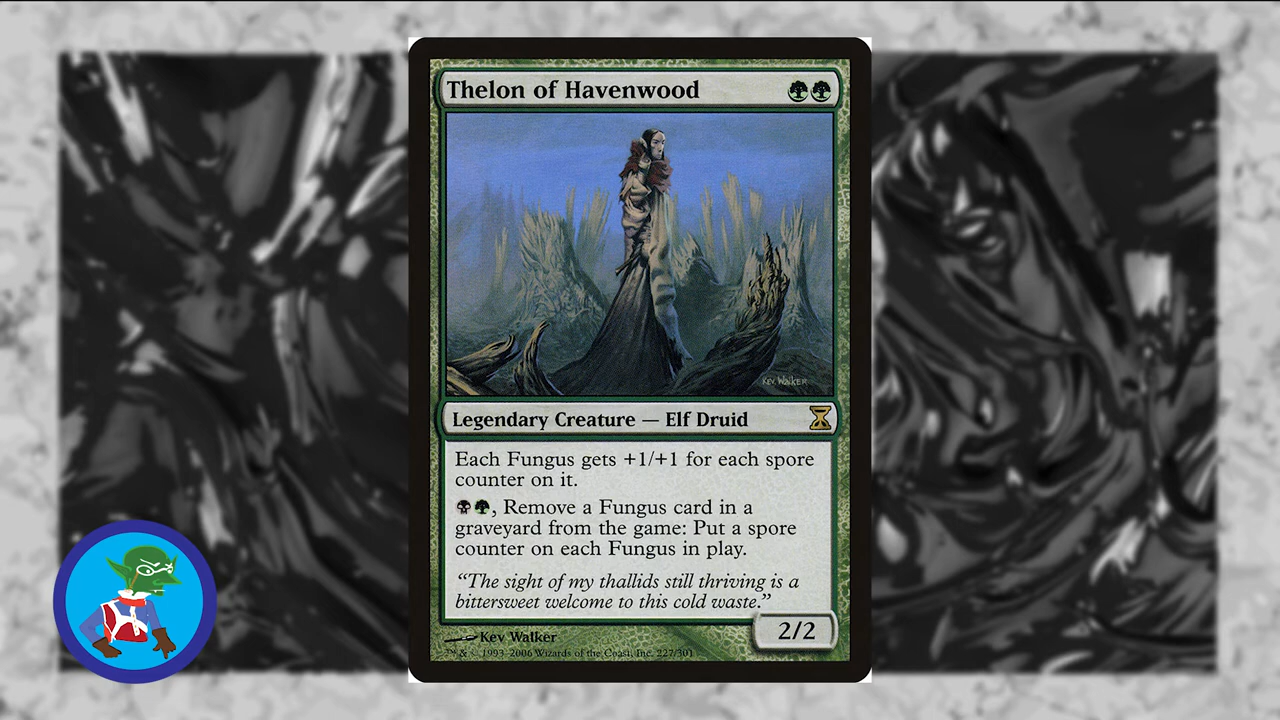 Thelon of Havenwood
Kev. Walker
Legendary Creature — Elf Druid
Each Fungus gets +1/+1 for each spore
counter on it.
, Remove a Fungus card in a
graveyard from the game: Put a spore
counter on each Fungus in play.
“The sight of my thallids still thriving is a
bittersweet welcome to this cold waste.”
2/2
Kev Walker
™ & © 1993–2006 Wizards of the Coast, Inc. 227/301